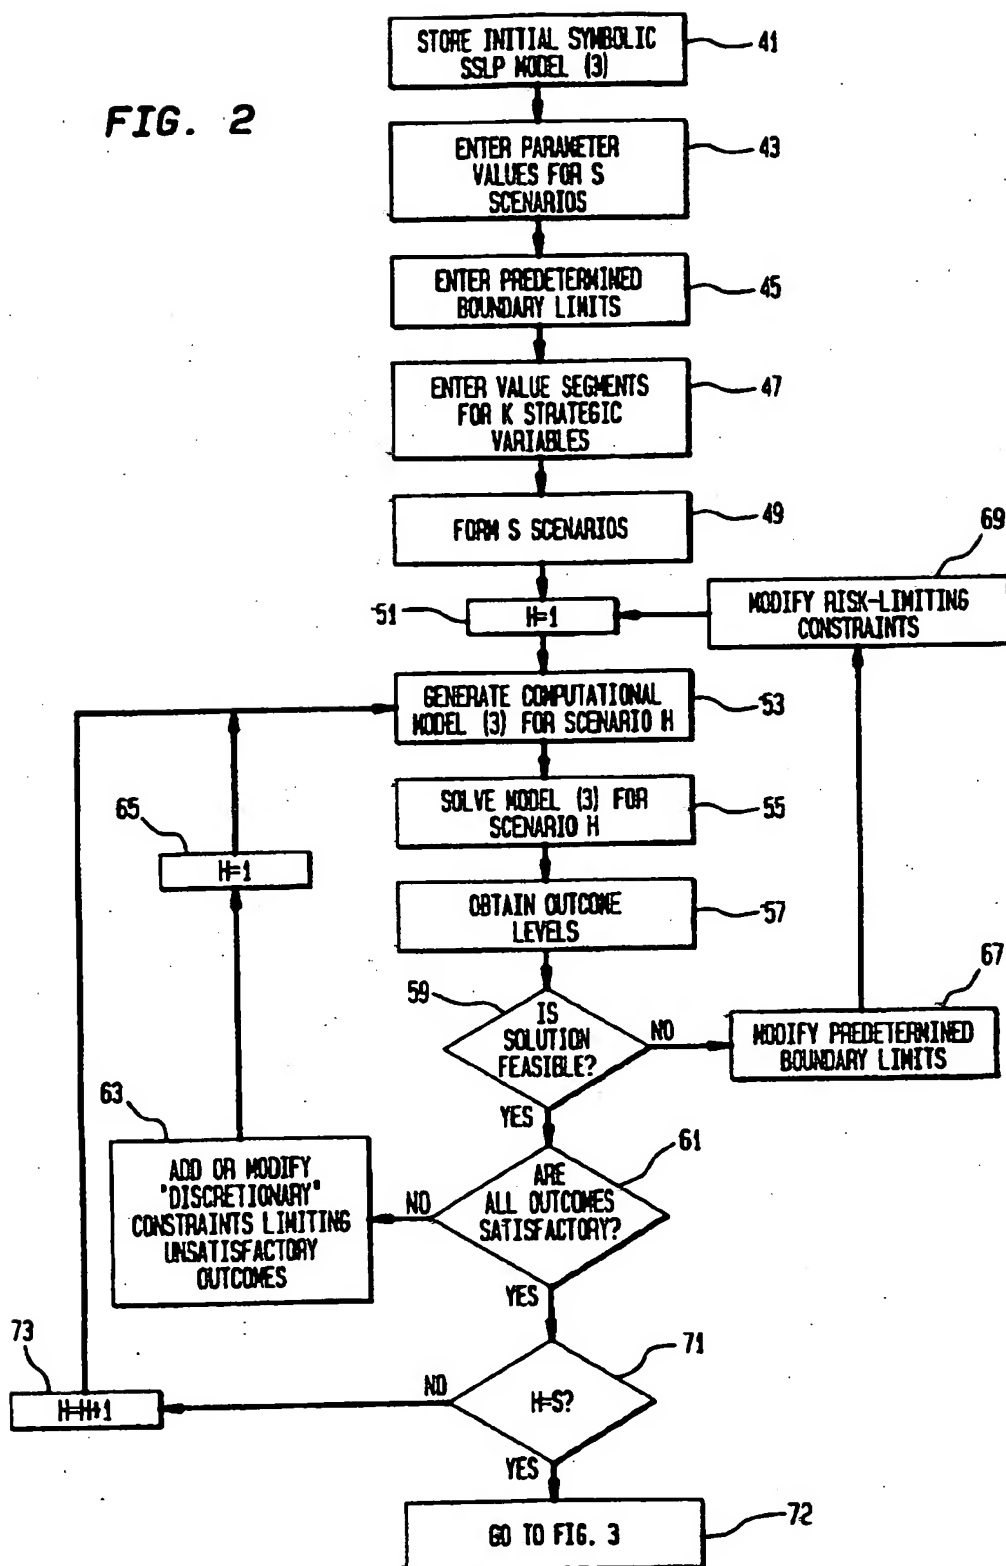 FIG. 2
STORE INITIAL SYMBOLIC
SSLP MODEL (3)
41
ENTER PARAMETER
VALUES FOR S
SCENARIOS
43
ENTER PREDETERMINED
BOUNDARY LIMITS
45
ENTER VALUE SEGMENTS
FOR K STRATEGIC
VARIABLES
47
FORM S SCENARIOS
49
51
H=1
69
MODIFY RISK-LIMITING
CONSTRAINTS
GENERATE COMPUTATIONAL
MODEL (3) FOR SCENARIO H
53
SOLVE MODEL (3) FOR
SCENARIO H
55
65
H=1
OBTAIN OUTCOME
LEVELS
57
59
IS
SOLUTION
FEASIBLE?
NO
YES
67
MODIFY PREDETERMINED
BOUNDARY LIMITS
63
ADD OR MODIFY
"DISCRETIONARY"
CONSTRAINTS LIMITING
UNSATISFACTORY
OUTCOMES
61
ARE
ALL OUTCOMES
SATISFACTORY?
NO
YES
73
H=H+1
71
H=S?
NO
YES
GO TO FIG. 3
72